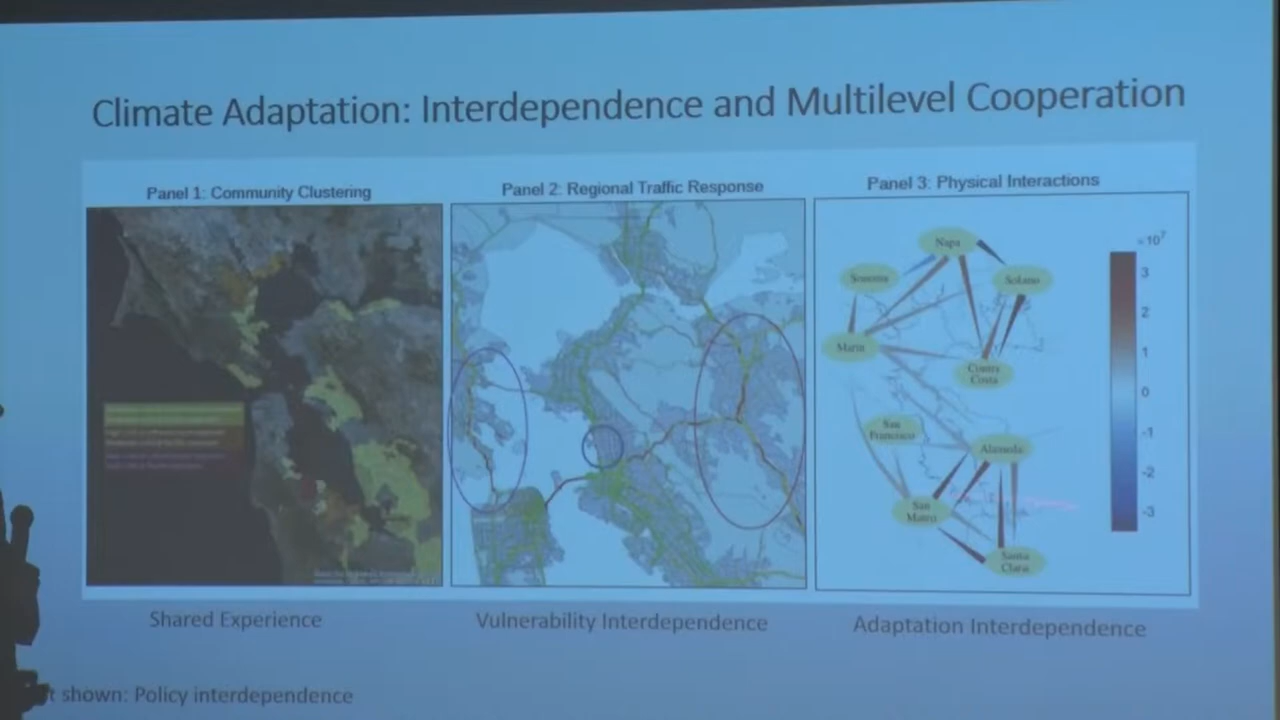 Climate Adaptation: Interdependence and Multilevel Cooperation
Panel 1: Community Clustering
Panel 2: Regional Traffic Response
Panel 3: Physical Interactions
×10⁷
Napa
Sonoma
Solano
Marin
Contra
Costa
San
Francisco
Alameda
San
Mateo
Santa
Clara
3
2
1
0
-1
-2
-3
Shared Experience
Vulnerability Interdependence
Adaptation Interdependence
t shown: Policy interdependence